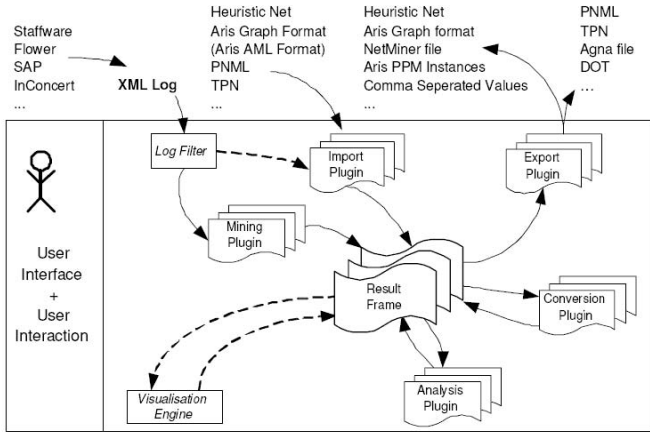 Staffware
Flower
SAP
InConcert
...
XML Log
Heuristic Net
Aris Graph Format
(Aris AML Format)
PNML
TPN
...
Heuristic Net
Aris Graph format
NetMiner file
Aris PPM Instances
Comma Seperated Values
...
PNML
TPN
Agna file
DOT
...
Log Filter
Import
Plugin
Export
Plugin
Mining
Plugin
User
Interface
+
User
Interaction
Result
Frame
Conversion
Plugin
Visualisation
Engine
Analysis
Plugin